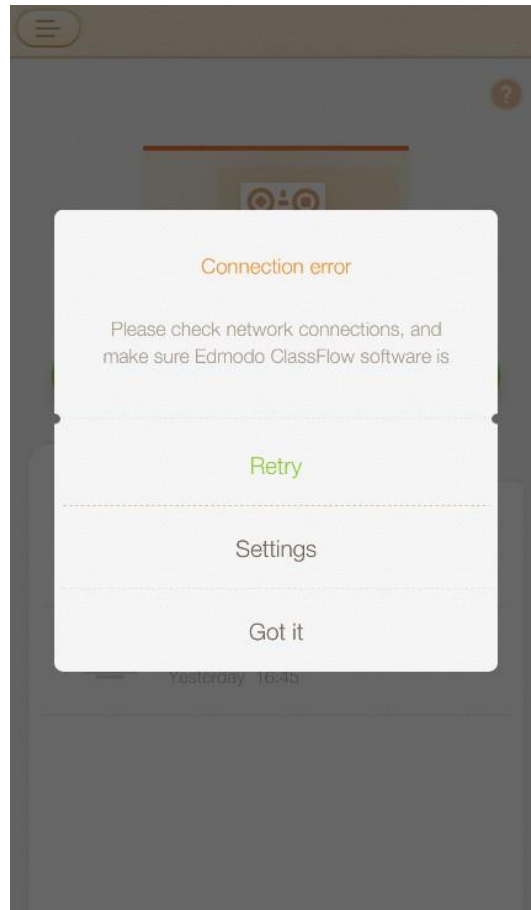 ?
Connection error
Please check network connections, and
make sure Edmodo ClassFlow software is
Retry
Settings
Got it
Yesterday 16:45